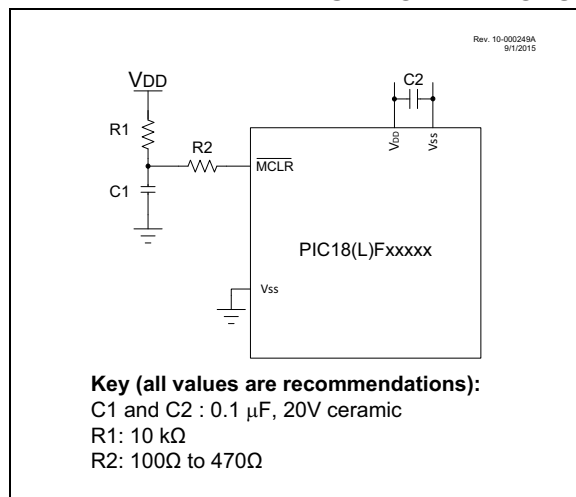 Rev. 10-000249A
9/1/2015
VDD
C2
R1
R2
VDD
Vss
MCLR
C1
PIC18(L)Fxxxxx
Vss
Key (all values are recommendations):
C1 and C2 : 0.1 μF, 20V ceramic
R1: 10 kΩ
R2: 100Ω to 470Ω